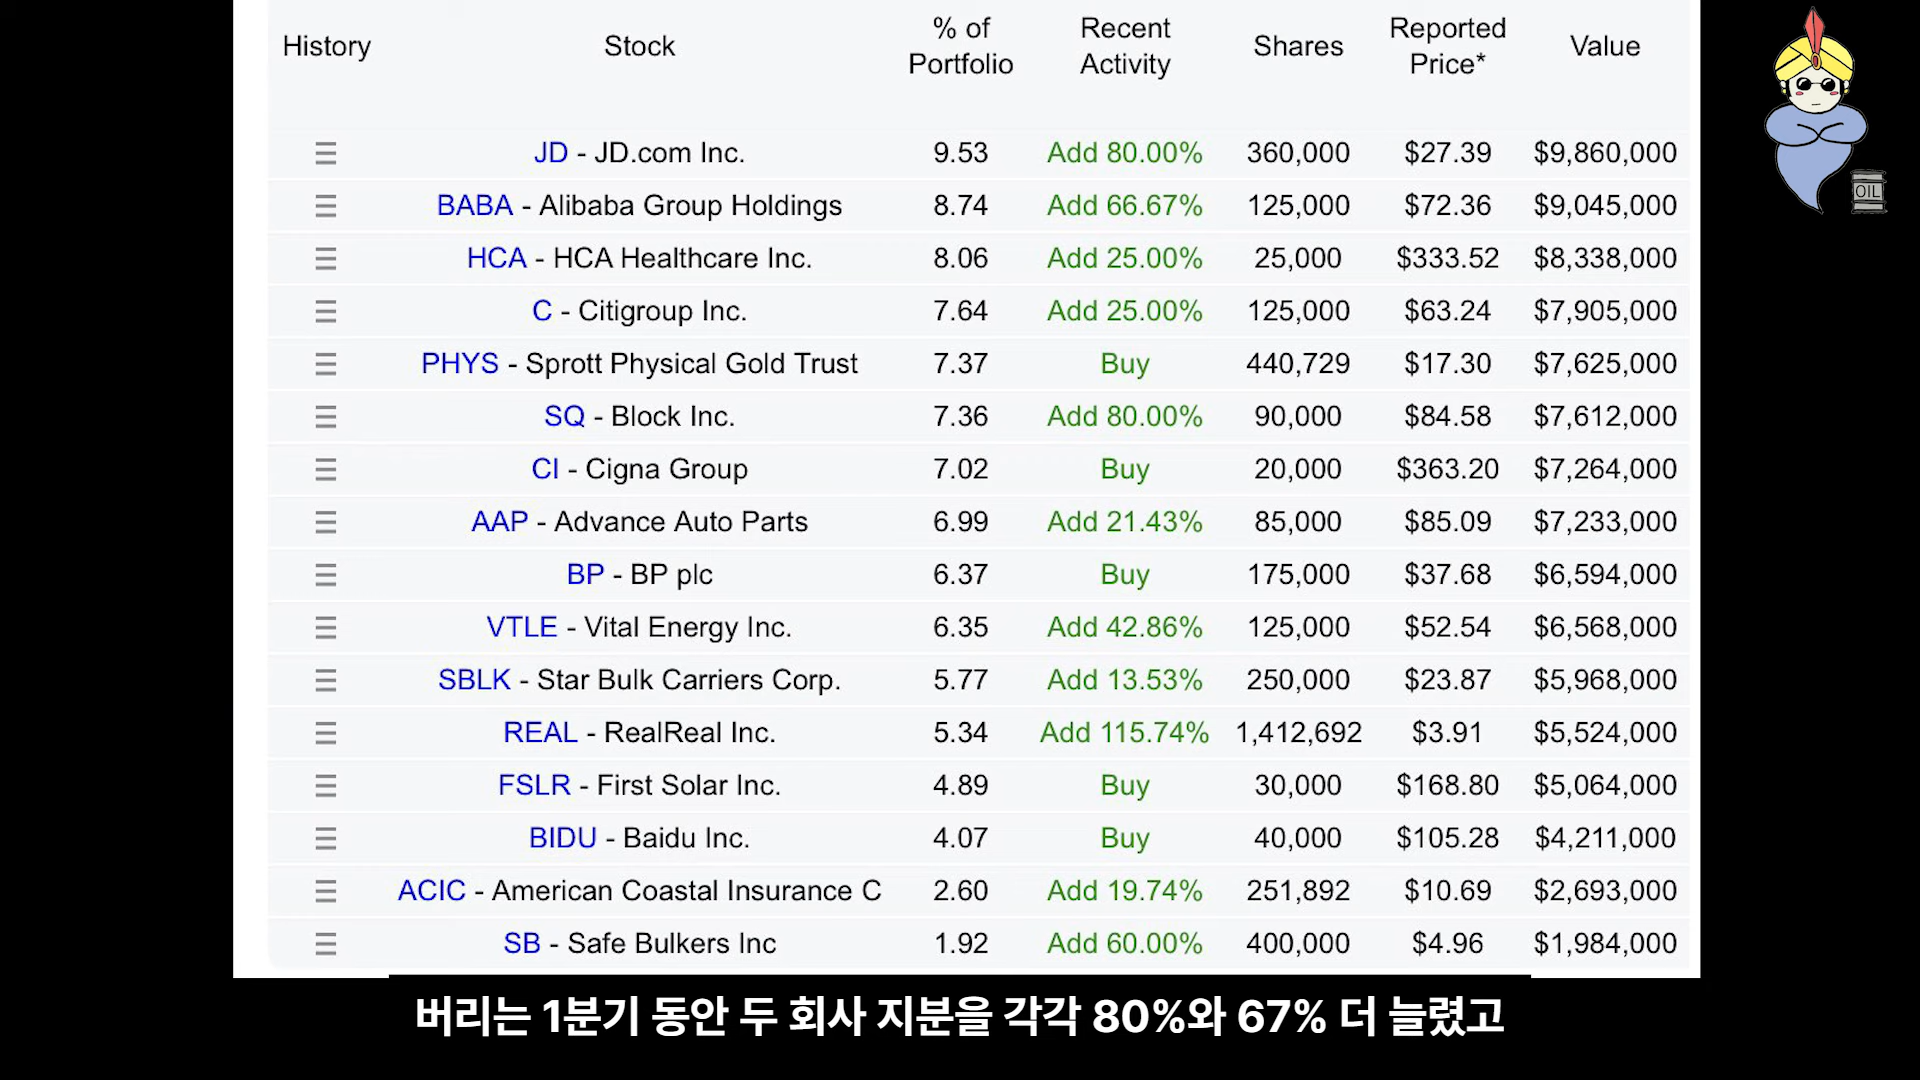 History Stock % of Portfolio Recent Activity Shares Reported Price* Value
JD - JD.com Inc. 9.53 Add 80.00% 360,000 $27.39 $9,860,000
BABA - Alibaba Group Holdings 8.74 Add 66.67% 125,000 $72.36 $9,045,000
HCA - HCA Healthcare Inc. 8.06 Add 25.00% 25,000 $333.52 $8,338,000
C - Citigroup Inc. 7.64 Add 25.00% 125,000 $63.24 $7,905,000
PHYS - Sprott Physical Gold Trust 7.37 Buy 440,729 $17.30 $7,625,000
SQ - Block Inc. 7.36 Add 80.00% 90,000 $84.58 $7,612,000
CI - Cigna Group 7.02 Buy 20,000 $363.20 $7,264,000
AAP - Advance Auto Parts 6.99 Add 21.43% 85,000 $85.09 $7,233,000
BP - BP plc 6.37 Buy 175,000 $37.68 $6,594,000
VTLE - Vital Energy Inc. 6.35 Add 42.86% 125,000 $52.54 $6,568,000
SBLK - Star Bulk Carriers Corp. 5.77 Add 13.53% 250,000 $23.87 $5,968,000
REAL - RealReal Inc. 5.34 Add 115.74% 1,412,692 $3.91 $5,524,000
FSLR - First Solar Inc. 4.89 Buy 30,000 $168.80 $5,064,000
BIDU - Baidu Inc. 4.07 Buy 40,000 $105.28 $4,211,000
ACIC - American Coastal Insurance C 2.60 Add 19.74% 251,892 $10.69 $2,693,000
SB - Safe Bulkers Inc 1.92 Add 60.00% 400,000 $4.96 $1,984,000
OIL
버리는 1분기 동안 두 회사 지분을 각각 80%와 67% 더 늘렸고